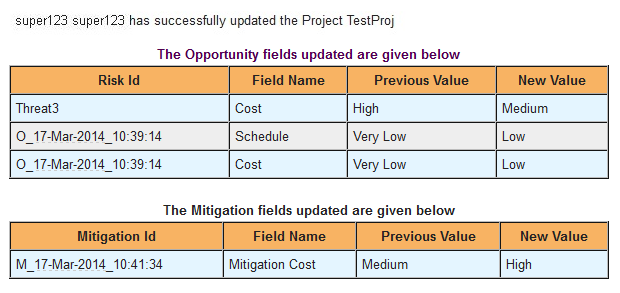 super123 super123 has successfully updated the Project TestProj
The Opportunity fields updated are given below
Risk Id Field Name Previous Value New Value
Threat3 Cost High Medium
O_17-Mar-2014_10:39:14 Schedule Very Low Low
O_17-Mar-2014_10:39:14 Cost Very Low Low
The Mitigation fields updated are given below
Mitigation Id Field Name Previous Value New Value
M_17-Mar-2014_10:41:34 Mitigation Cost Medium High